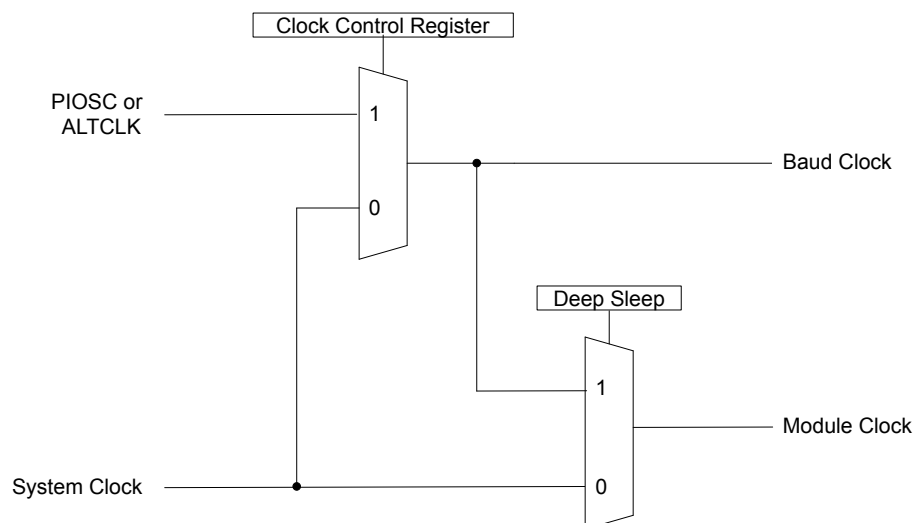 Clock Control Register
PIOSC or
ALTCLK
1
Baud Clock
0
Deep Sleep
1
Module Clock
System Clock
0